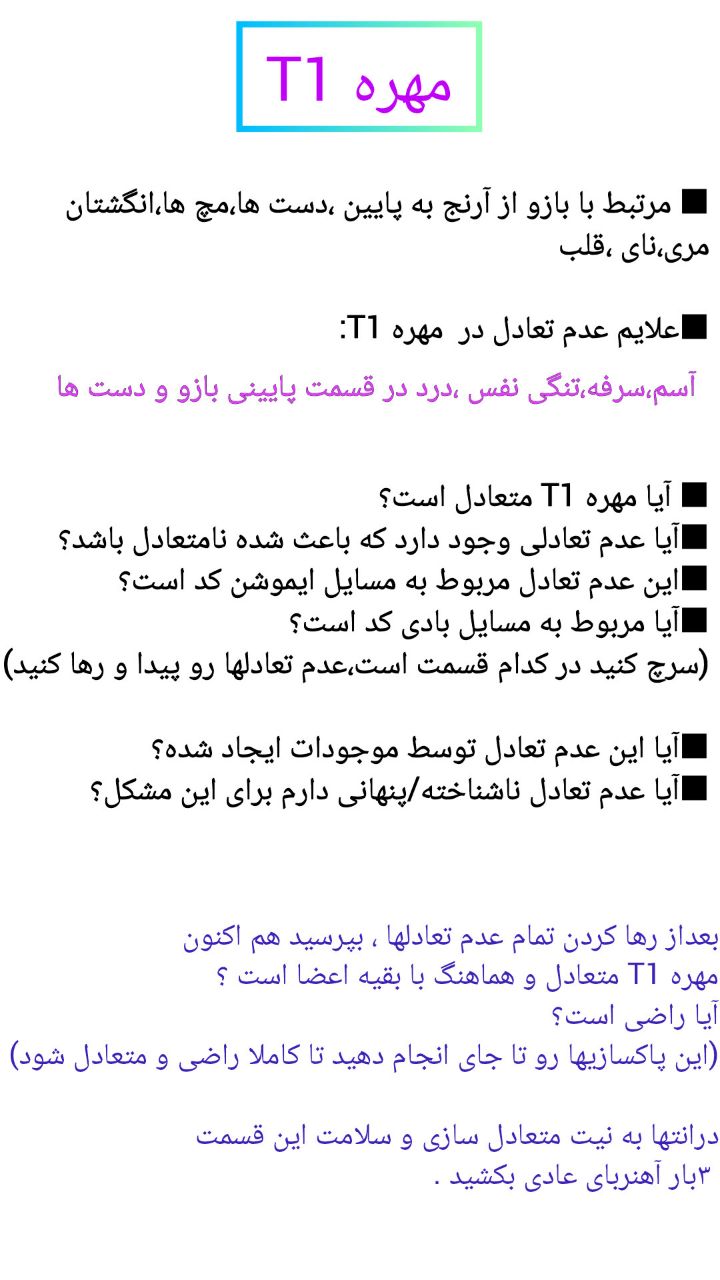 مهره T1
■ مرتبط با بازو از آرنج به پایین ،دست ها،مچ ها،انگشتان
مری،نای ،قلب
■علایم عدم تعادل در مهره T1:
آسم،سرفه،تنگی نفس ،درد در قسمت پایینی بازو و دست ها
■ آیا مهره T1 متعادل است؟
■آیا عدم تعادلی وجود دارد که باعث شده نامتعادل باشد؟
■این عدم تعادل مربوط به مسایل ایموشن کد است؟
■آیا مربوط به مسایل بادی کد است؟
(سرچ کنید در کدام قسمت است،عدم تعادلها رو پیدا و رها کنید)
■آیا این عدم تعادل توسط موجودات ایجاد شده؟
■آیا عدم تعادل ناشناخته/پنهانی دارم برای این مشکل؟
بعداز رها کردن تمام عدم تعادلها ، بپرسید هم اکنون
مهره T1 متعادل و هماهنگ با بقیه اعضا است ؟
آیا راضی است؟
(این پاکسازیها رو تا جای انجام دهید تا کاملا راضی و متعادل شود)
درانتها به نیت متعادل سازی و سلامت این قسمت
۳بار آهنربای عادی بکشید .